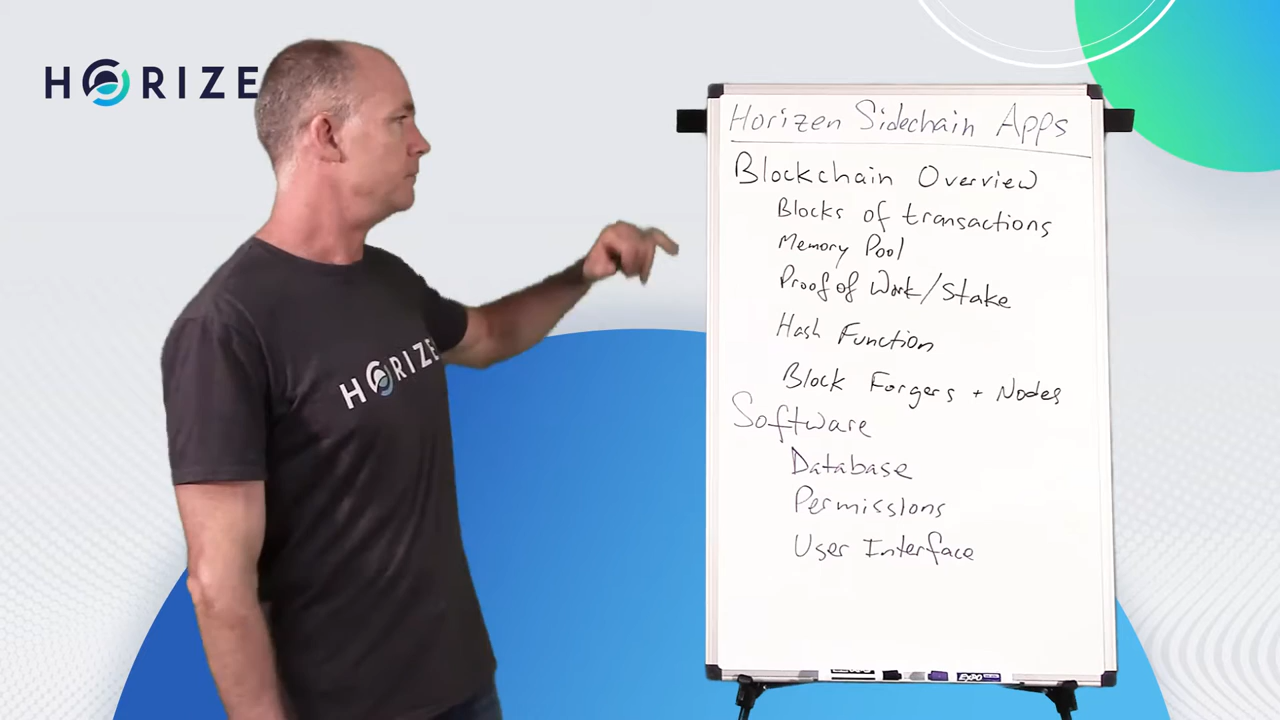 HORIZE
HORIZE
Horizen Sidechain Apps
Blockchain Overview
Blocks of transactions
Memory Pool
Proof of Work/Stake
Hash Function
Block Forgers + Nodes
Software
Database
Permissions
User Interface
EXPO